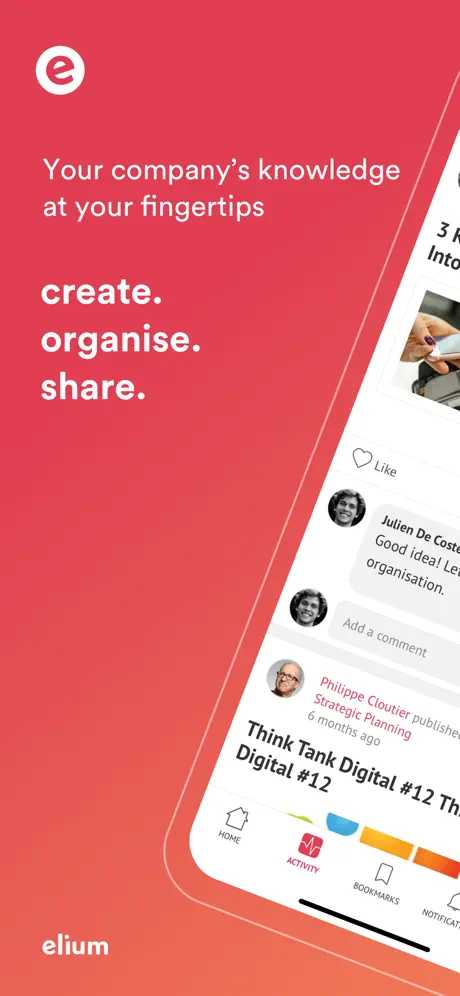 e
Your company’s knowledge
at your fingertips
create.
organise.
share.
3
Into
Like
Julien De Coste
Good idea! Let
organisation.
Add a comment
Philippe Cloutier published
Strategic Planning
6 months ago
Think Tank Digital #12 Th
Digital #12
HOME
ACTIVITY
BOOKMARKS
NOTIFICAT
elium